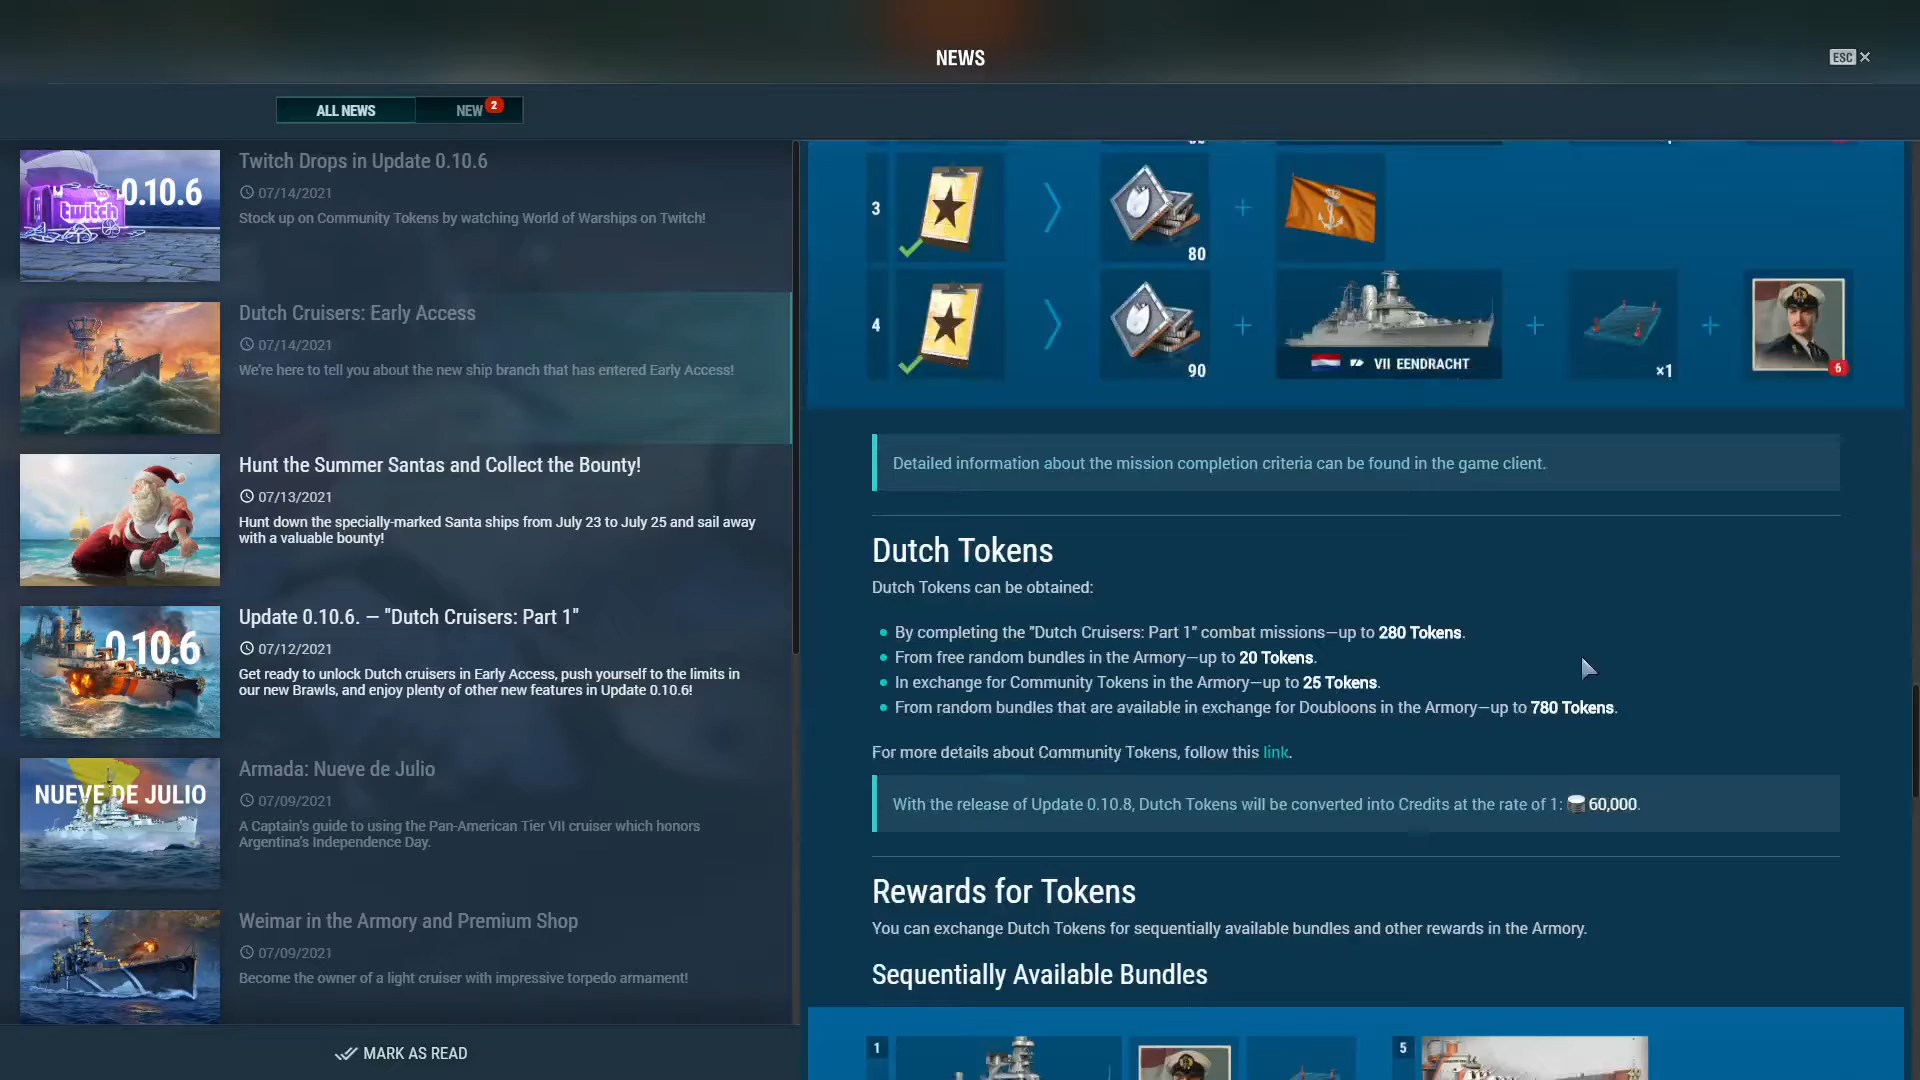 NEWS
ESC ×
ALL NEWS
NEW 2
0.10.6
twitch
Twitch Drops in Update 0.10.6
07/14/2021
Stock up on Community Tokens by watching World of Warships on Twitch!
Dutch Cruisers: Early Access
07/14/2021
We're here to tell you about the new ship branch that has entered Early Access!
Hunt the Summer Santas and Collect the Bounty!
07/13/2021
Hunt down the specially-marked Santa ships from July 23 to July 25 and sail away
with a valuable bounty!
0.10.6
Update 0.10.6. — "Dutch Cruisers: Part 1"
07/12/2021
Get ready to unlock Dutch cruisers in Early Access, push yourself to the limits in
our new Brawls, and enjoy plenty of other new features in Update 0.10.6!
NUEVE DE JULIO
Armada: Nueve de Julio
07/09/2021
A Captain's guide to using the Pan-American Tier VII cruiser which honors
Argentina's Independence Day.
Weimar in the Armory and Premium Shop
07/09/2021
Become the owner of a light cruiser with impressive torpedo armament!
MARK AS READ
3
80
+
4
90
+
VII EENDRACHT
+
×1
+
6
Detailed information about the mission completion criteria can be found in the game client.
Dutch Tokens
Dutch Tokens can be obtained:
By completing the "Dutch Cruisers: Part 1" combat missions—up to 280 Tokens.
From free random bundles in the Armory—up to 20 Tokens.
In exchange for Community Tokens in the Armory—up to 25 Tokens.
From random bundles that are available in exchange for Doubloons in the Armory—up to 780 Tokens.
For more details about Community Tokens, follow this link.
With the release of Update 0.10.8, Dutch Tokens will be converted into Credits at the rate of 1: 60,000.
Rewards for Tokens
You can exchange Dutch Tokens for sequentially available bundles and other rewards in the Armory.
Sequentially Available Bundles
1
5